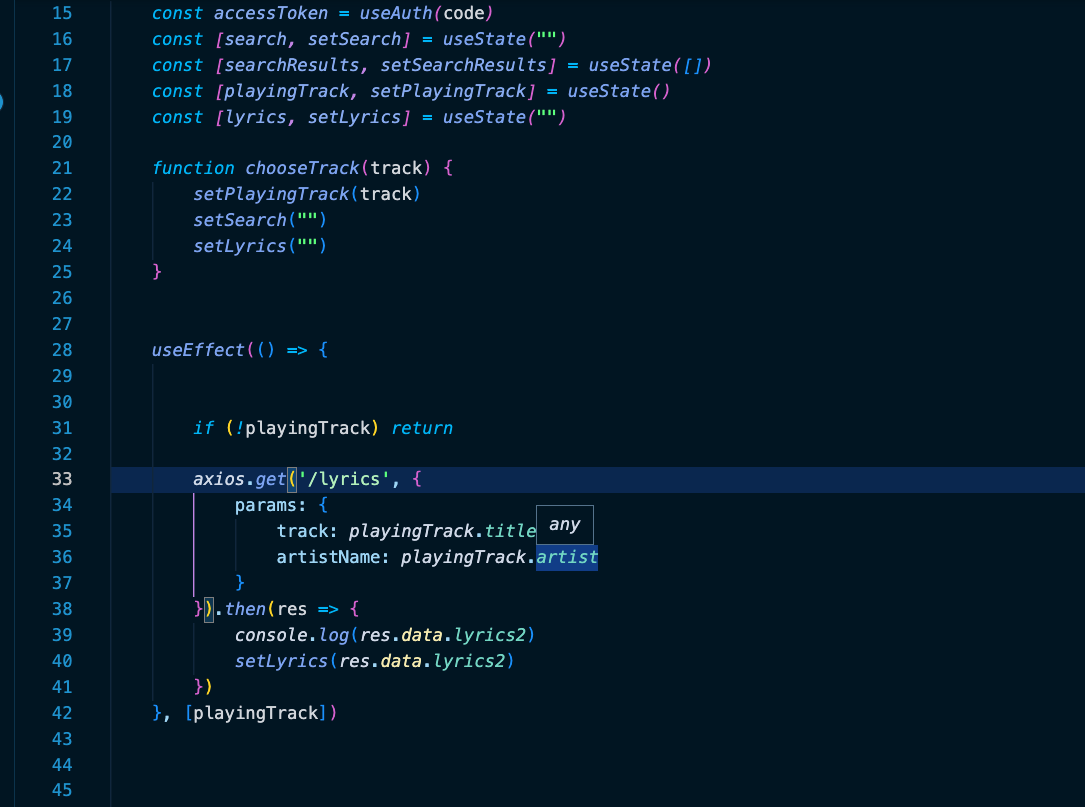 15 const accessToken = useAuth(code)
16 const [search, setSearch] = useState("")
17 const [searchResults, setSearchResults] = useState([])
18 const [playingTrack, setPlayingTrack] = useState()
19 const [lyrics, setLyrics] = useState("")
20
21 function chooseTrack(track) {
22 setPlayingTrack(track)
23 setSearch("")
24 setLyrics("")
25 }
26
27
28 useEffect(() => {
29
30
31 if (!playingTrack) return
32
33 axios.get('/lyrics', {
34 params: {
35 track: playingTrack.title
any
36 artistName: playingTrack.artist
37 }
38 }).then(res => {
39 console.log(res.data.lyrics2)
40 setLyrics(res.data.lyrics2)
41 })
42 }, [playingTrack])
43
44
45